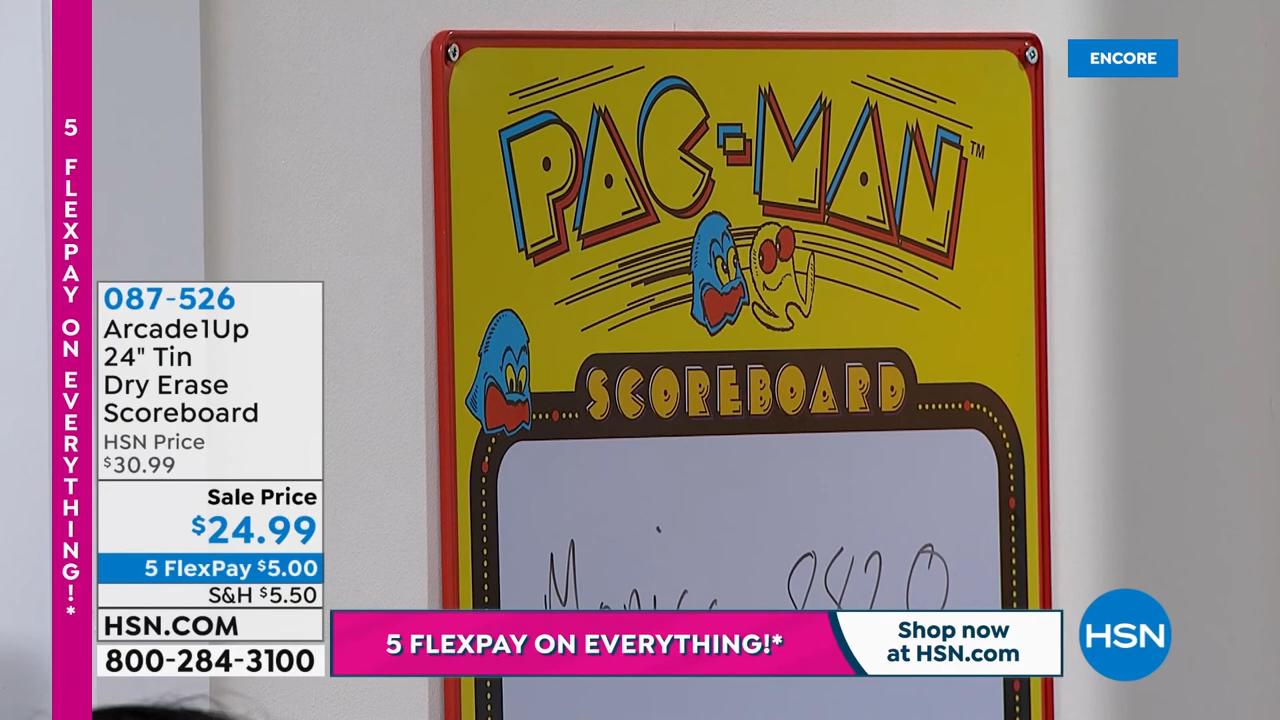 ENCORE
PAC-MAN™
SCOREBOARD
5 FLEXPAY ON EVERYTHING!*
087-526
Arcade1Up
24" Tin
Dry Erase
Scoreboard
HSN Price
$30.99
Sale Price
$24.99
5 FlexPay $5.00
S&H $5.50
HSN.COM
800-284-3100
5 FLEXPAY ON EVERYTHING!*
Shop now
at HSN.com
HSN